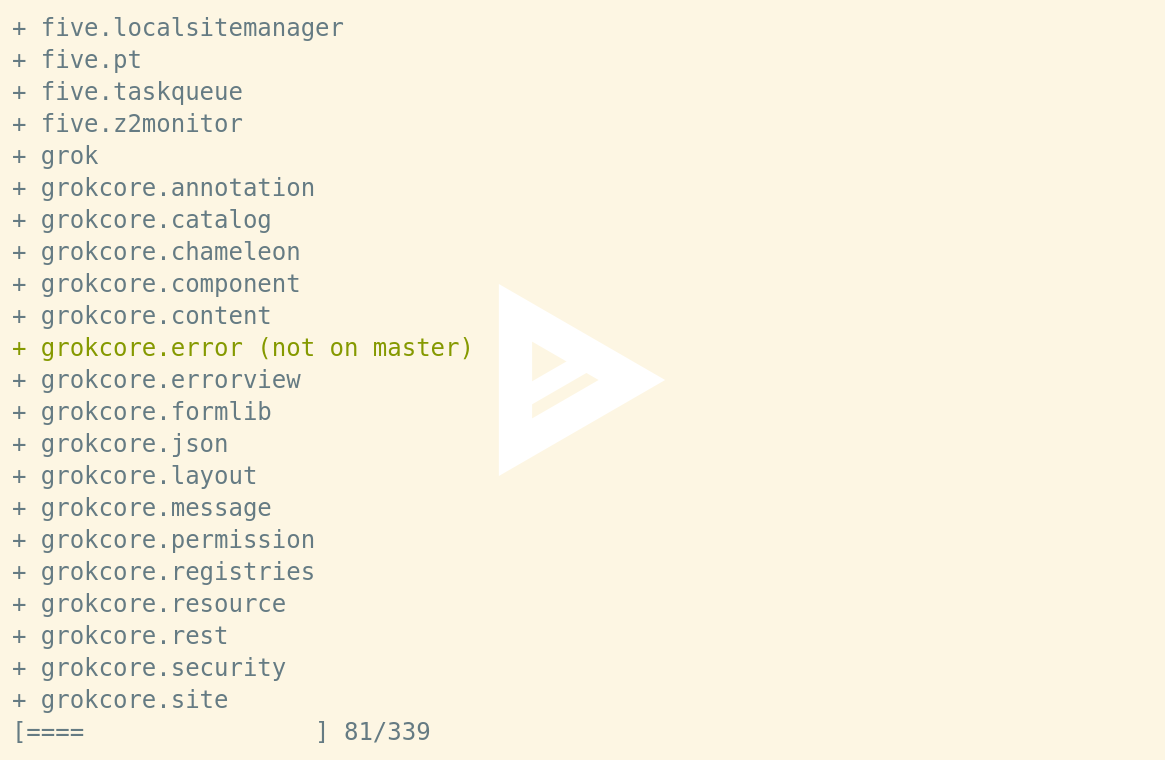 + five.localsitemanager
+ five.pt
+ five.taskqueue
+ five.z2monitor
+ grok
+ grokcore.annotation
+ grokcore.catalog
+ grokcore.chameleon
+ grokcore.component
+ grokcore.content
+ grokcore.error (not on master)
+ grokcore.errorview
+ grokcore.formlib
+ grokcore.json
+ grokcore.layout
+ grokcore.message
+ grokcore.permission
+ grokcore.registries
+ grokcore.resource
+ grokcore.rest
+ grokcore.security
+ grokcore.site
[====                ] 81/339